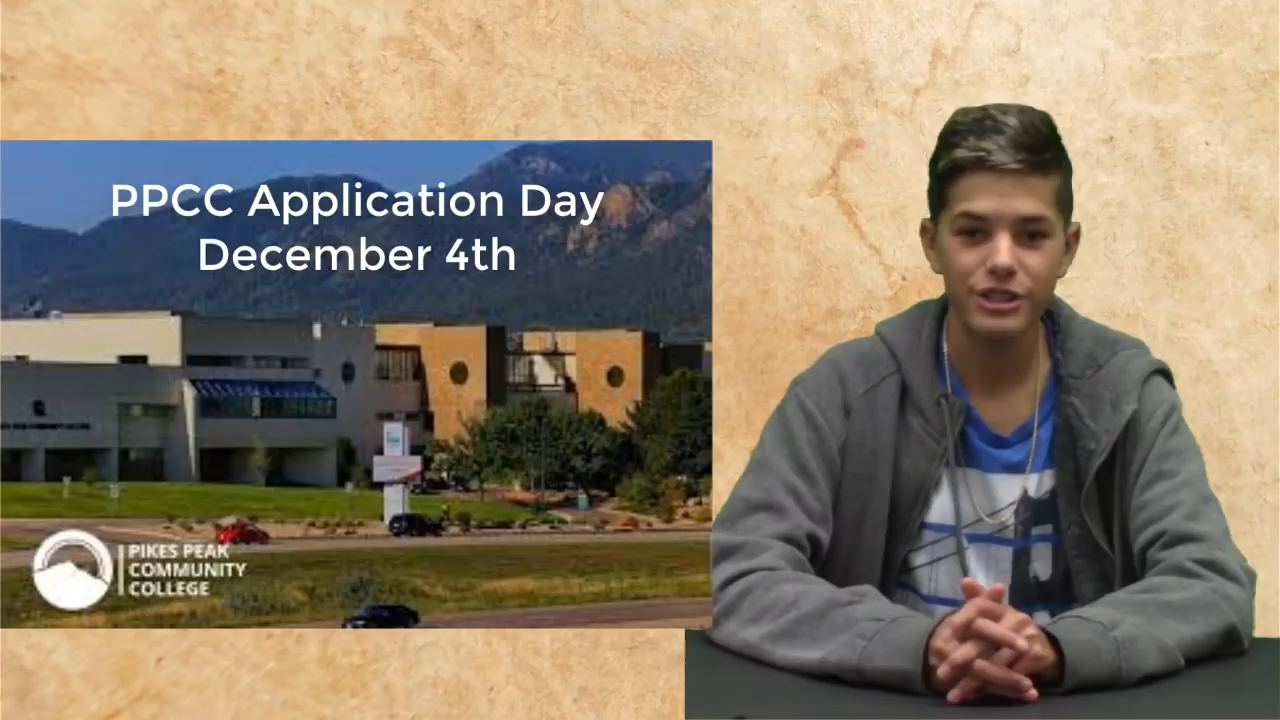 PPCC Application Day
December 4th
PIKES PEAK
COMMUNITY
COLLEGE